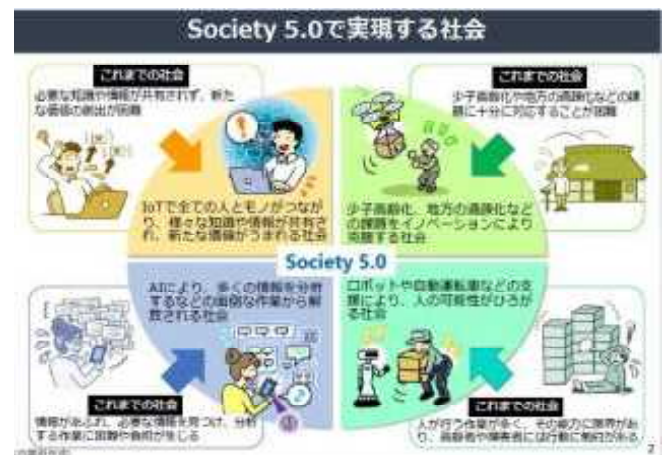 Society 5.0で実現する社会
これまでの社会
必要な知識や情報が共有されず、新た
な価値の創出が困難
これまでの社会
少子高齢化や地方の過疎化などの課
題に十分に対応することが困難
IoTで全ての人とモノがつなが
り、様々な知識や情報が共有さ
れ、新たな価値がうまれる社会
少子高齢化、地方の過疎化など
の課題をイノベーションにより
克服する社会
Society 5.0
AIにより、多くの情報を分析
するなどの面倒な作業から解
放される社会
ロボットや自動運転車などの支
援により、人の可能性がひろが
る社会
これまでの社会
情報があふれ、必要な情報を見つけ、分析
する作業に困難や負担が生じる
これまでの社会
人が行う作業が多く、その能力に限界があ
り、高齢者や障害者には行動に制約がある
2